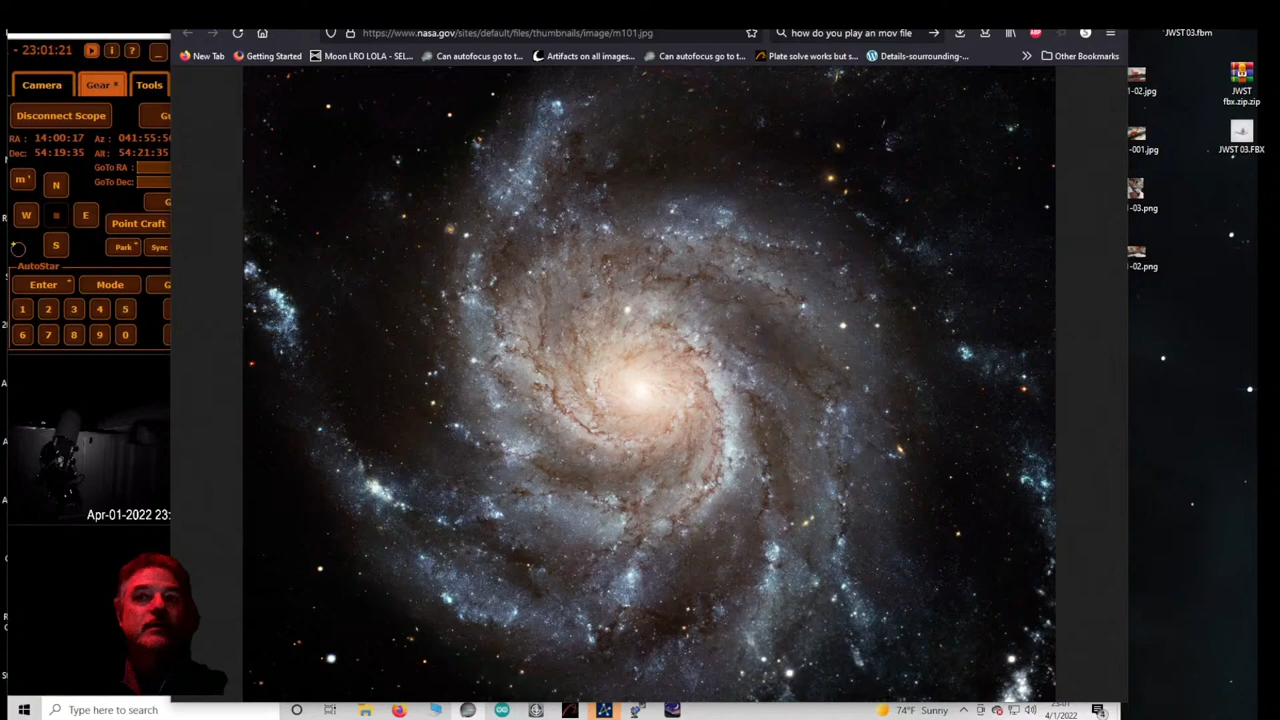 - 23:01:21
i
?
_
https://www.nasa.gov/sites/default/files/thumbnails/image/m101.jpg
how do you play an mov file
S
JWST 03.fbm
New Tab
Getting Started
Moon LRO LOLA - SEL...
Can autofocus go to t...
Artifacts on all images...
Can autofocus go to t...
Plate solve works but s...
Details-sourrounding-...
Other Bookmarks
Camera
Gear *
Tools
Disconnect Scope
Gu
RA : 14:00:17
Az : 041:55:5
Dec: 54:19:35
Alt : 54:21:35
GoTo RA :
GoTo Dec:
m '
N
W
E
S
G
Point Craft
Park
Sync
AutoStar
Enter
Mode
G
1 2 3 4 5
6 7 8 9 0
-02.jpg
JWST
fbx.zip.zip
-001.jpg
JWST 03.FBX
-03.png
-02.png
Apr-01-2022 23:
Type here to search
74°F Sunny
23:01
4/1/2022